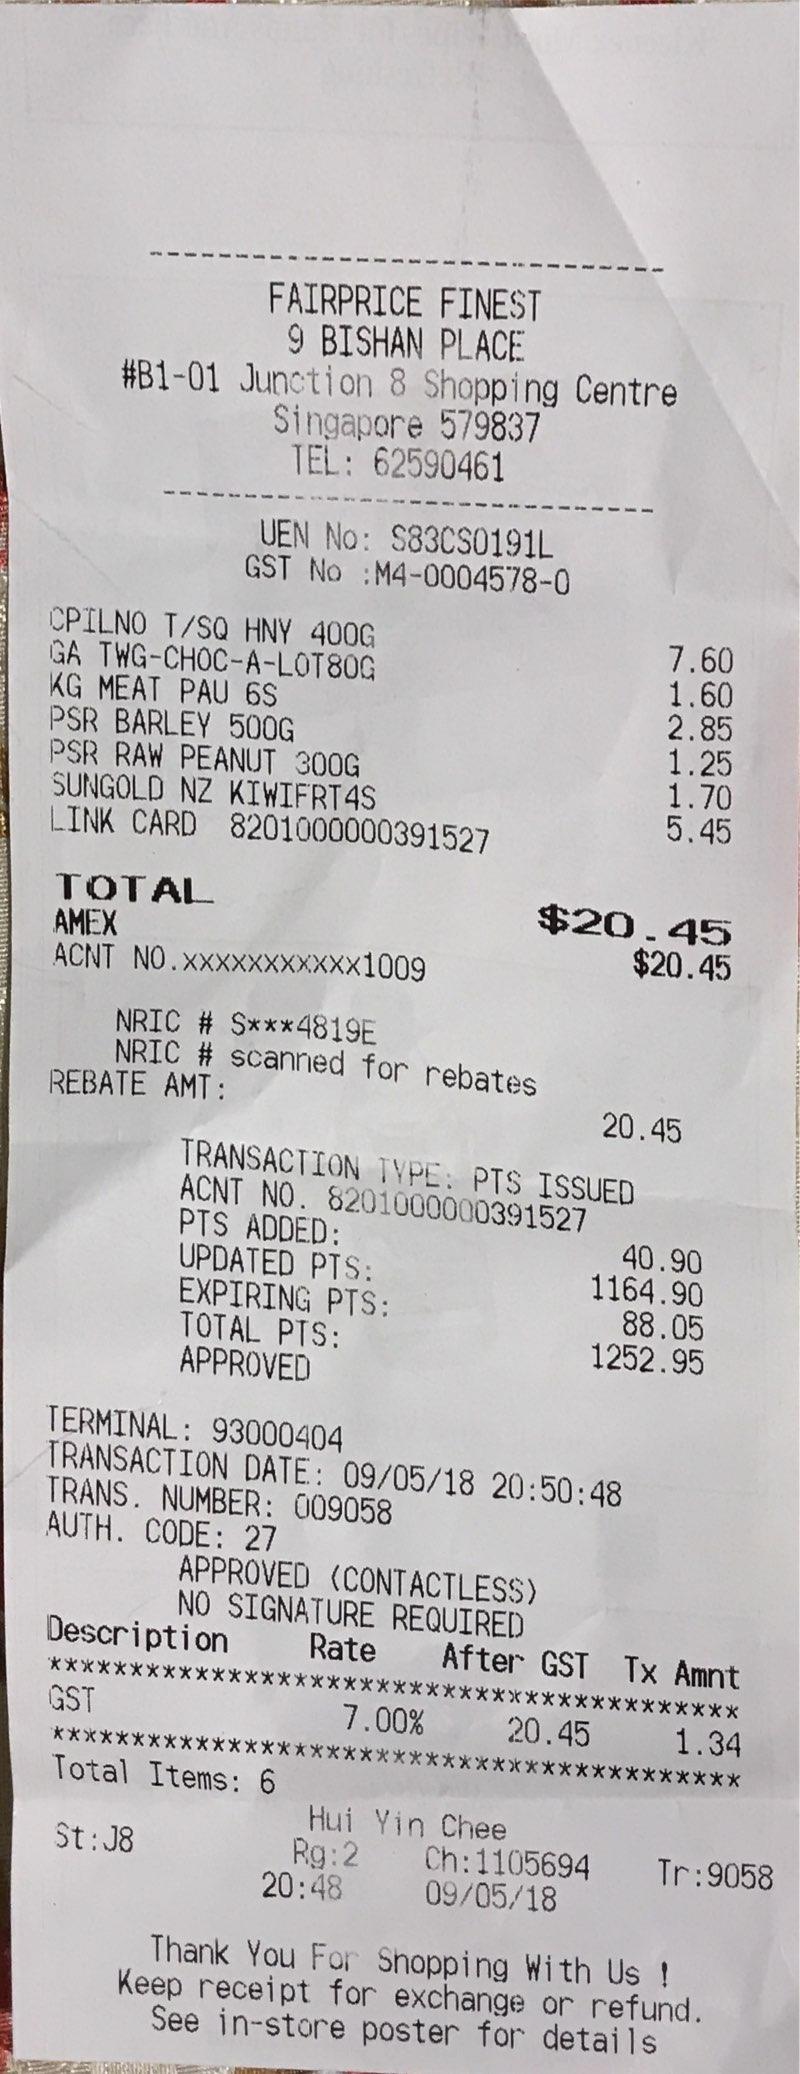 FAIRPRICE FINEST
9 BISHAN PLACE
#B1-01 Junction 8 Shopping Centre
Singapore 579837
TEL: 62590461
UEN No: S83CS0191L
GST No :M4-0004578-0
CPILNO T/SQ HNY 400G 7.60
GA TWG-CHOC-A-LOT80G 1.60
KG MEAT PAU 6S 2.85
PSR BARLEY 500G 1.25
PSR RAW PEANUT 300G 1.70
SUNGOLD NZ KIWIFRT4S 5.45
LINK CARD 8201000000391527
TOTAL $20.45
AMEX $20.45
ACNT NO.xxxxxxxxxxx1009
NRIC # S***4819E
NRIC # scanned for rebates
REBATE AMT: 20.45
TRANSACTION TYPE: PTS ISSUED
ACNT NO. 8201000000391527
PTS ADDED: 40.90
UPDATED PTS: 1164.90
EXPIRING PTS: 88.05
TOTAL PTS: 1252.95
APPROVED
TERMINAL: 93000404
TRANSACTION DATE: 09/05/18 20:50:48
TRANS. NUMBER: 009058
AUTH. CODE: 27
APPROVED (CONTACTLESS)
NO SIGNATURE REQUIRED
Description Rate After GST Tx Amnt
******************************************
GST 7.00% 20.45 1.34
******************************************
Total Items: 6
Hui Yin Chee
St:J8 Rg:2 Ch:1105694 Tr:9058
20:48 09/05/18
Thank You For Shopping With Us !
Keep receipt for exchange or refund.
See in-store poster for details